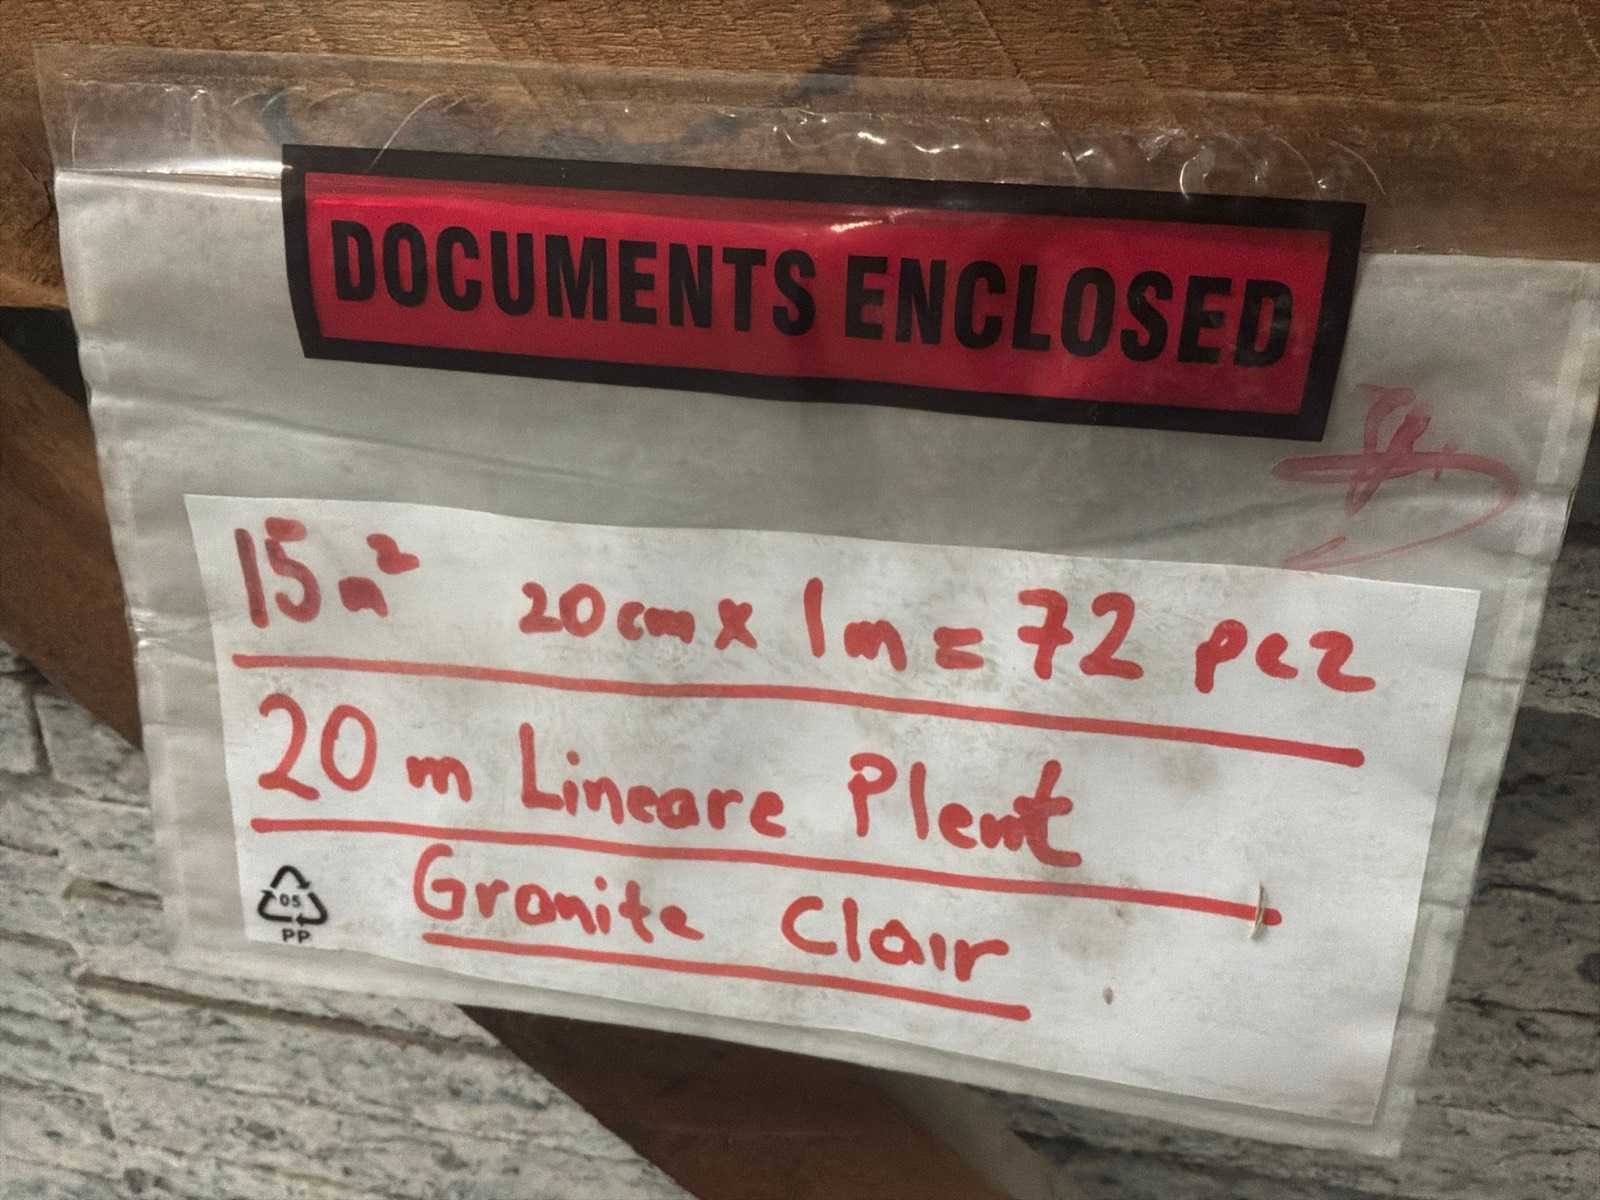 DOCUMENTS ENCLOSED
15m² 20cm x 1m = 72 pcz
20 m Lineare Plent
Granite Clair
05
PP